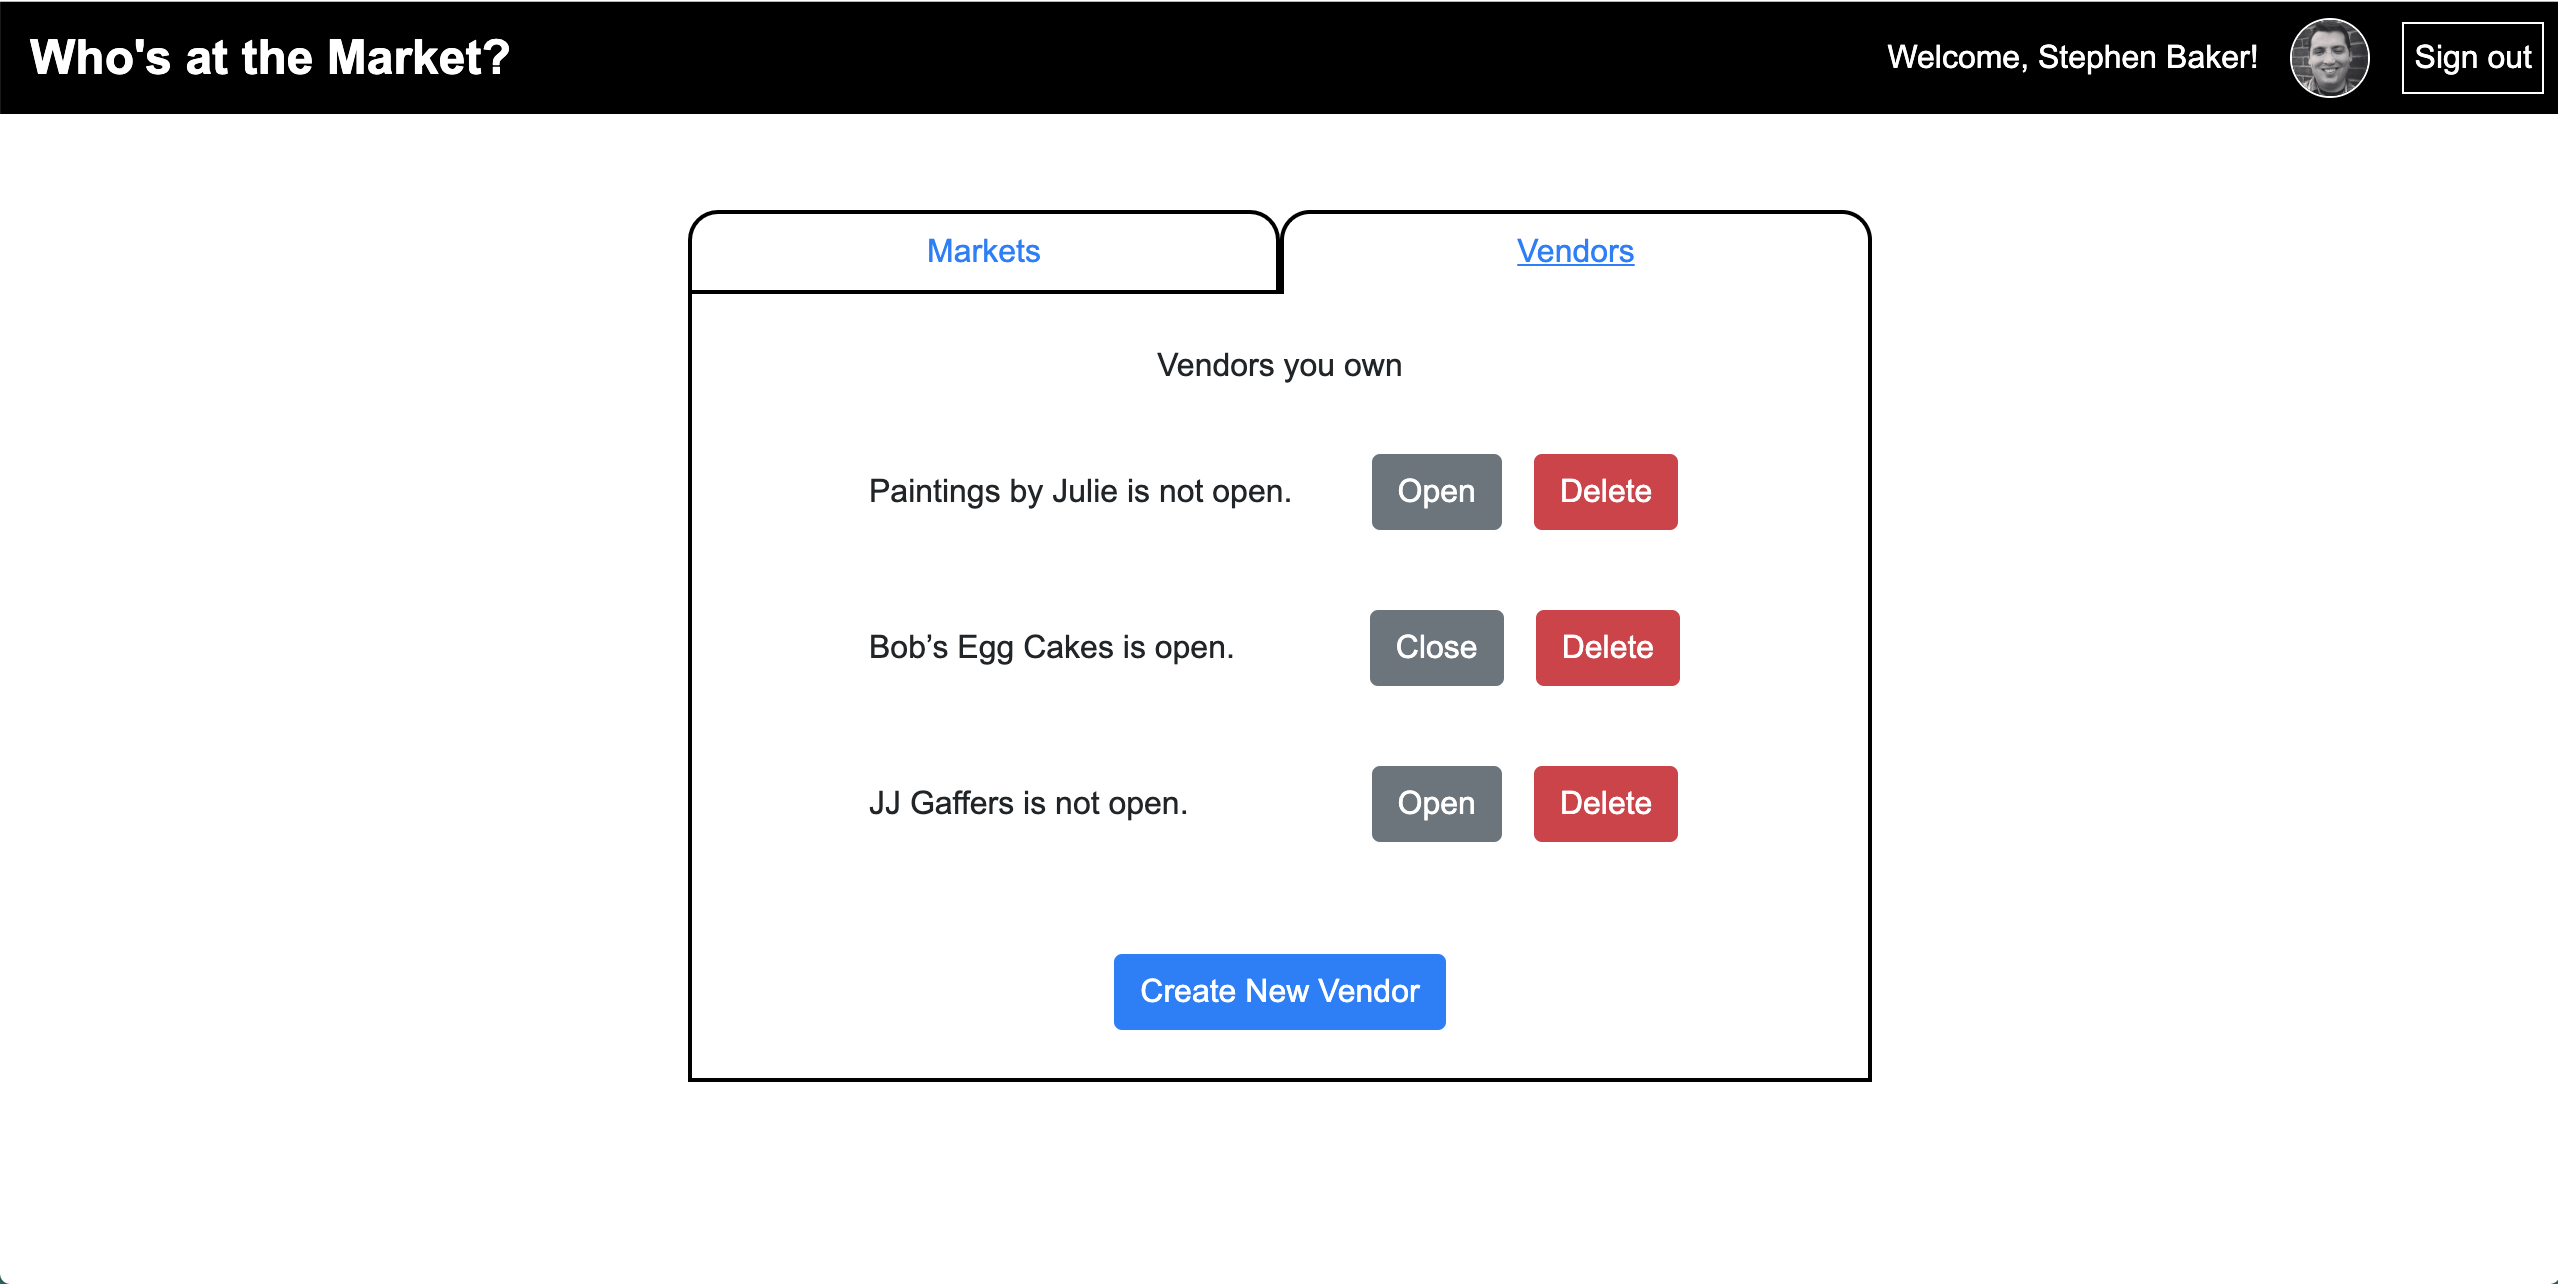 Who's at the Market?
Welcome, Stephen Baker!
Sign out
Markets
Vendors
Vendors you own
Paintings by Julie is not open.
Open
Delete
Bob’s Egg Cakes is open.
Close
Delete
JJ Gaffers is not open.
Open
Delete
Create New Vendor